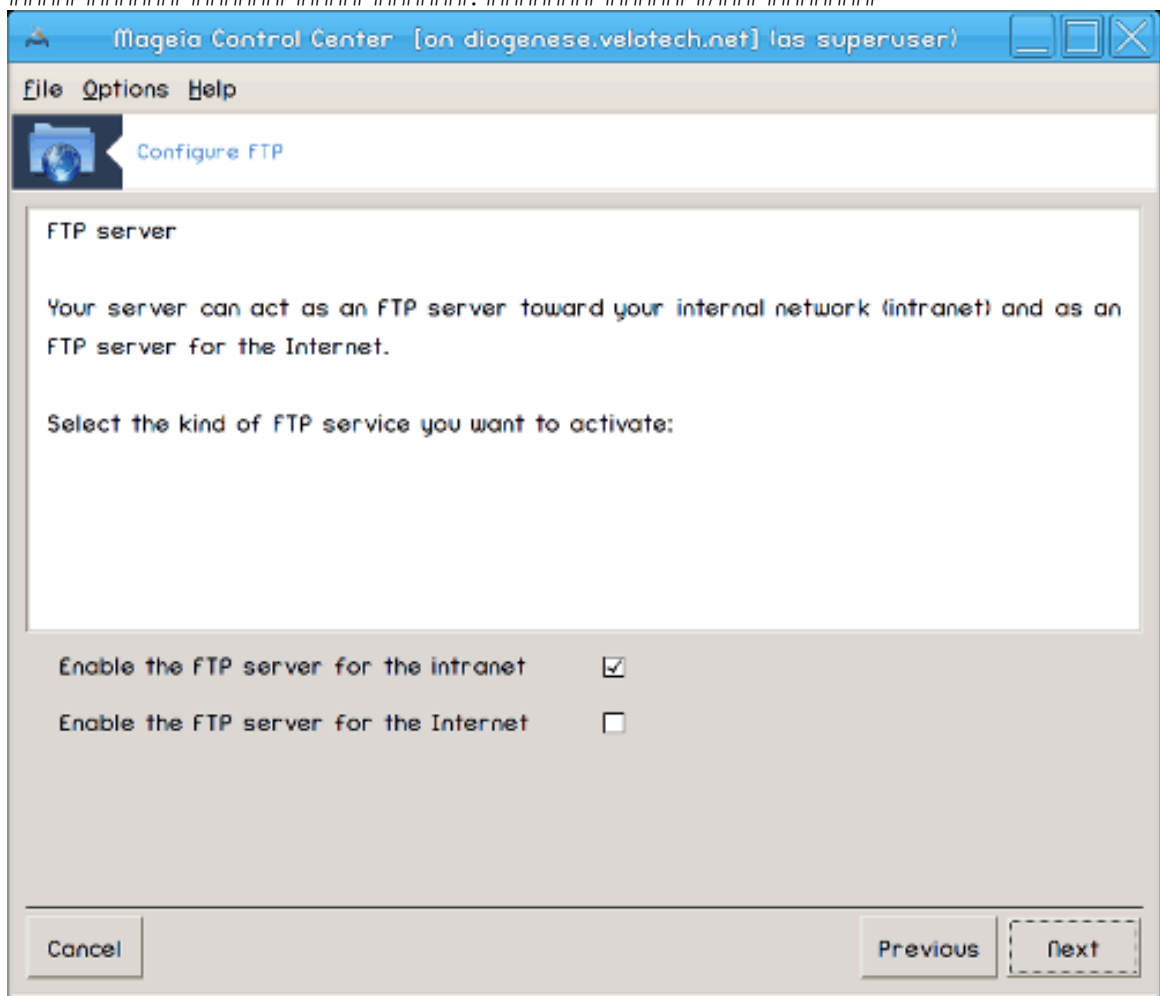 Mageia Control Center [on diogenese.velotech.net] (as superuser)
File Options Help
Configure FTP
FTP server
Your server can act as an FTP server toward your internal network (intranet) and as an
FTP server for the Internet.
Select the kind of FTP service you want to activate:
Enable the FTP server for the intranet
Enable the FTP server for the Internet
Cancel
Previous
Next